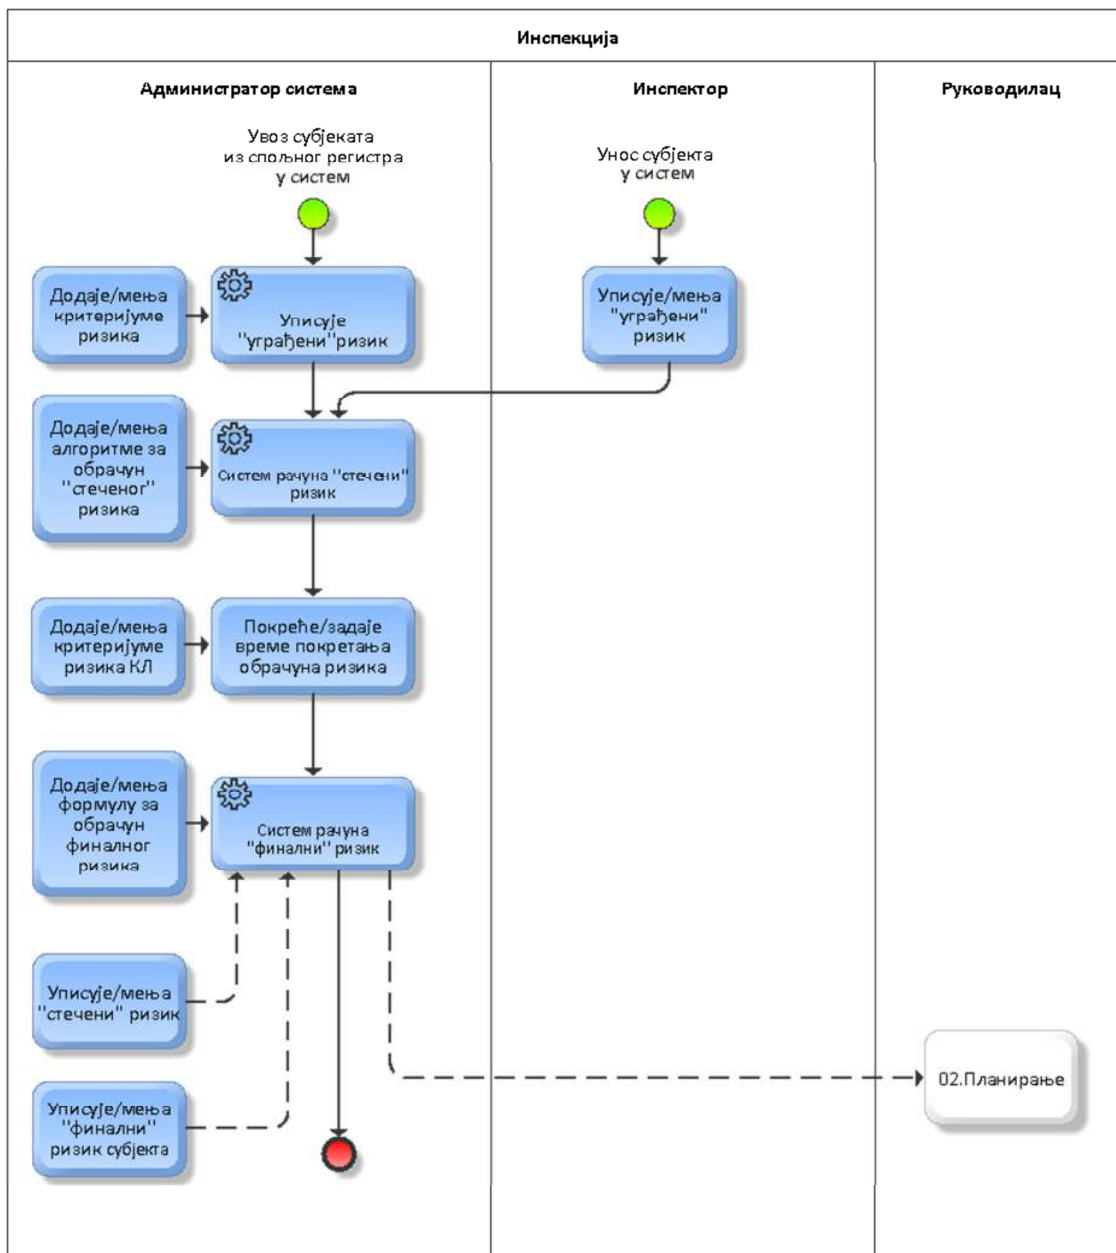 Инспекција
Администратор система
Инспектор
Руководилац
Увоз субјеката
из спољног регистра
у систем
Унос субјекта
у систем
Додаје/мења
критеријуме
ризика
Уписује
"уграђени"ризик
Уписује/мења
"уграђени"
ризик
Додаје/мења
алгоритме за
обрачун
"стеченог"
ризика
Систем рачуна "стечени"
ризик
Додаје/мења
критеријуме
ризика КЛ
Покреће/задаје
време покретања
обрачуна ризика
Додаје/мења
формулу за
обрачун
финалног
ризика
Систем рачуна
"финални" ризик
Уписује/мења
"стечени" ризик
02.Планирање
Уписује/мења
"финални"
ризик субјекта